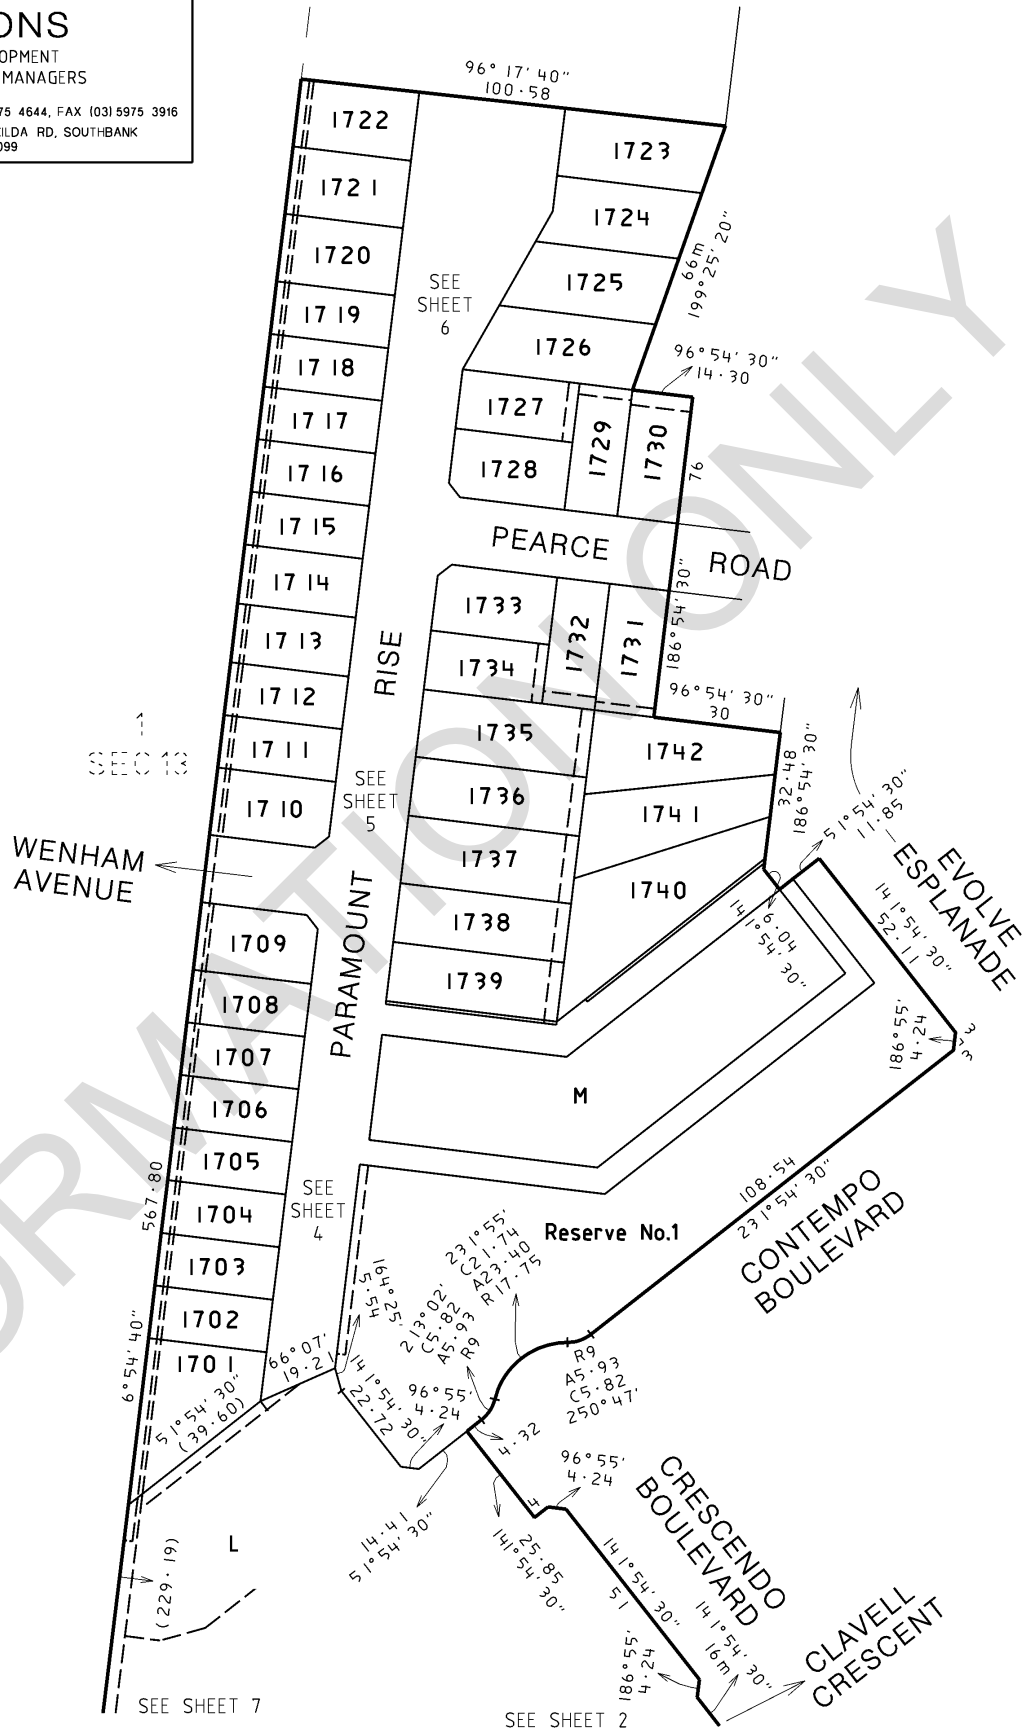 ONS
OPMENT
MANAGERS
75 4644, FAX (03) 5975 3916
ILDA RD, SOUTHBANK
099
96° 17' 40"
100·58
1722
1723
1721
1724
1720
1725
SEE
SHEET
6
66m
199° 25' 20"
1719
1726
96° 54' 30"
14·30
1718
1727
1717
1729
1730
1728
76
1716
1715
PEARCE
ROAD
1714
1733
1732
1731
186° 54' 30"
1713
RISE
1734
1712
96° 54' 30"
30
1
SEC 13
1711
1735
1742
32·48
186° 54' 30"
SEE
SHEET
5
1736
1710
1741
51° 54' 30"
11·85
WENHAM
AVENUE
1737
1740
EVOLVE
ESPLANADE
PARAMOUNT
1738
6·04
141° 54' 30"
141° 54' 30"
52·11
1709
1739
1708
186° 55'
4·24
3
7m
1707
M
1706
1705
567·80
108·54
231° 54' 30"
SEE
SHEET
4
1704
CONTEMPO
BOULEVARD
Reserve No.1
1703
231° 55'
C21·74
A23·40
R17·75
164° 25'
5·54
213° 02'
C5·82
A5·93
R9
1702
66° 07'
19·21
1701
R9
A5·93
C5·82
250° 47'
6° 54' 40"
141° 54' 30"
22·72
96° 55'
4·24
51° 54' 30"
(39·60)
4·32
96° 55'
4·24
CRESCENDO
BOULEVARD
4
14·41
51° 54' 30"
25·85
141° 54' 30"
L
(229·19)
141° 54' 30"
51
141° 54' 30"
16m
186° 55'
4·24
CLAVELL
CRESCENT
SEE SHEET 7
SEE SHEET 2
ORMATION ONLY